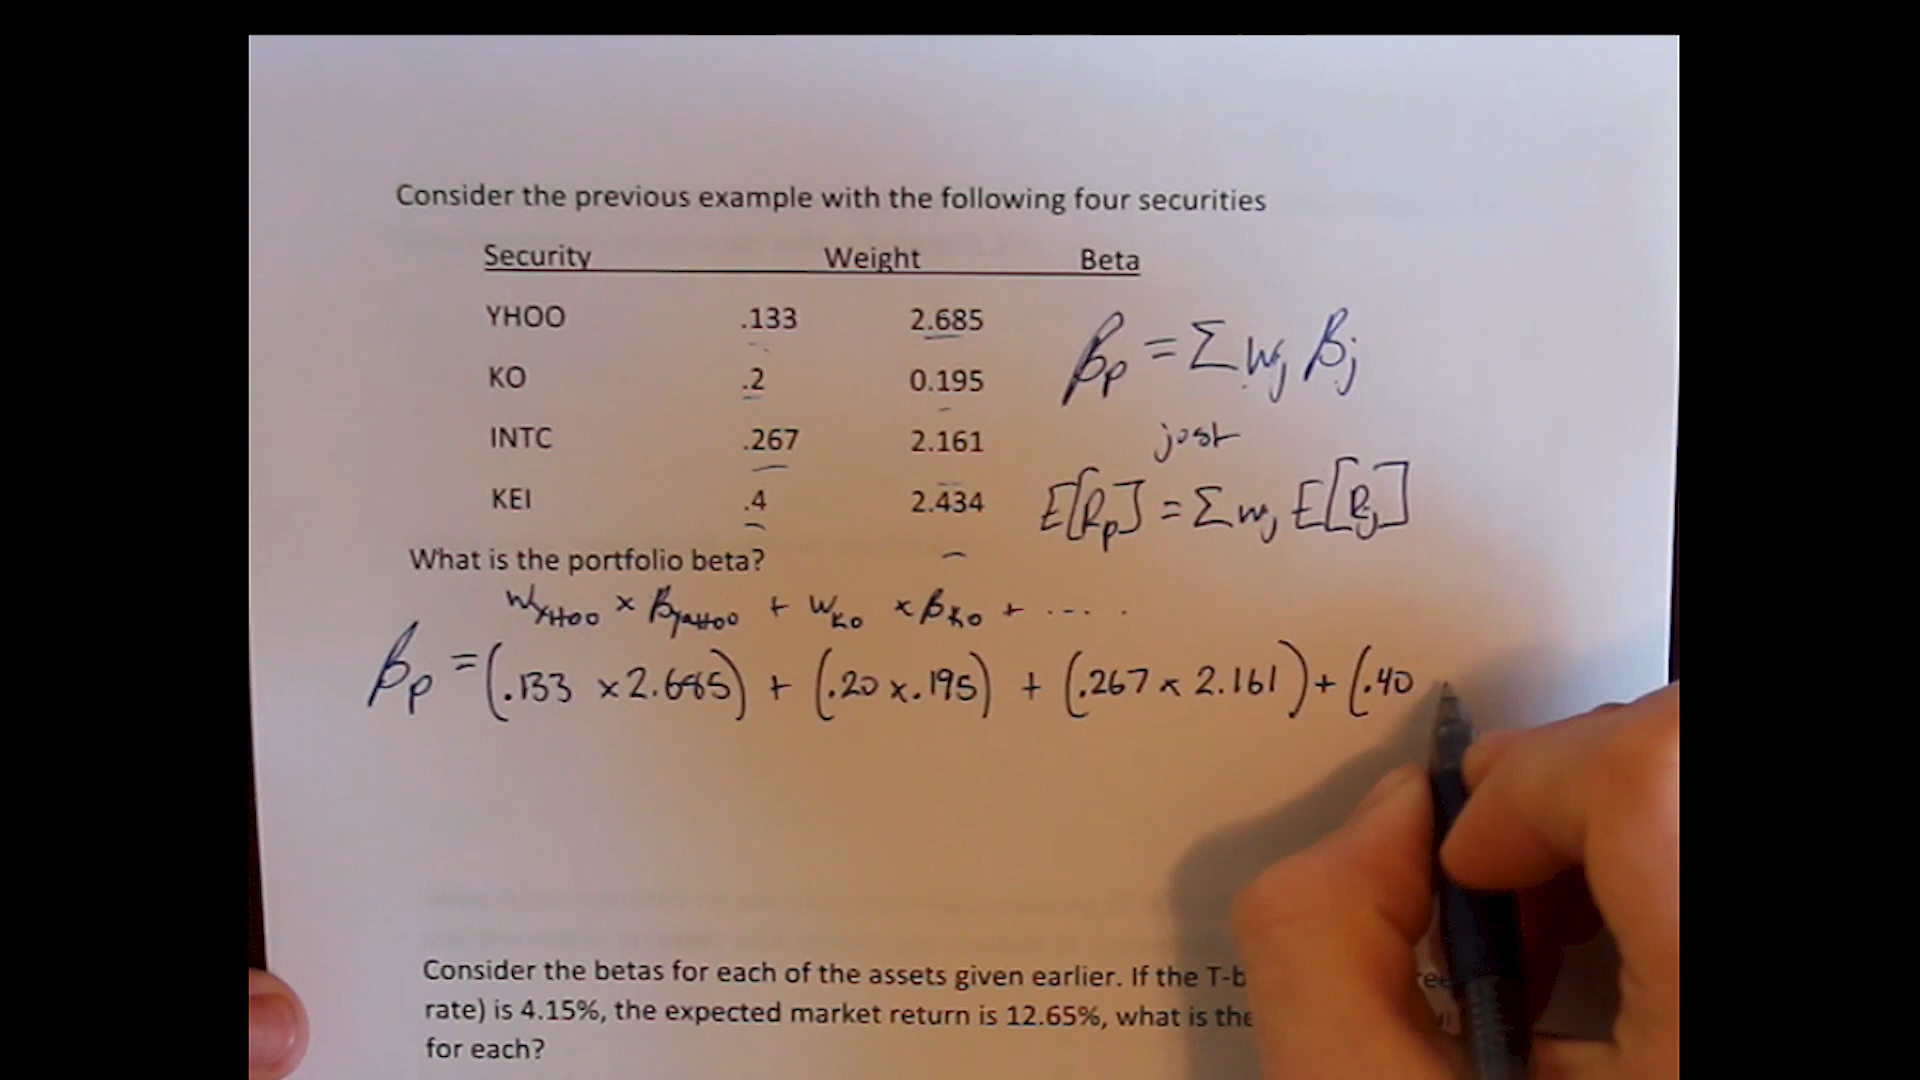 Consider the previous example with the following four securities
Security Weight Beta
YHOO .133 2.685
KO .2 0.195
INTC .267 2.161
KEI .4 2.434
βp = Σ wj βj
just
E[Rp] = Σ wj E[Rj]
What is the portfolio beta?
wYHOO × βYAHOO + wKO × βKO + ....
βp = (.133 × 2.685) + (.20 × .195) + (.267 × 2.161) + (.40
Consider the betas for each of the assets given earlier. If the T-b
rate) is 4.15%, the expected market return is 12.65%, what is the
for each?